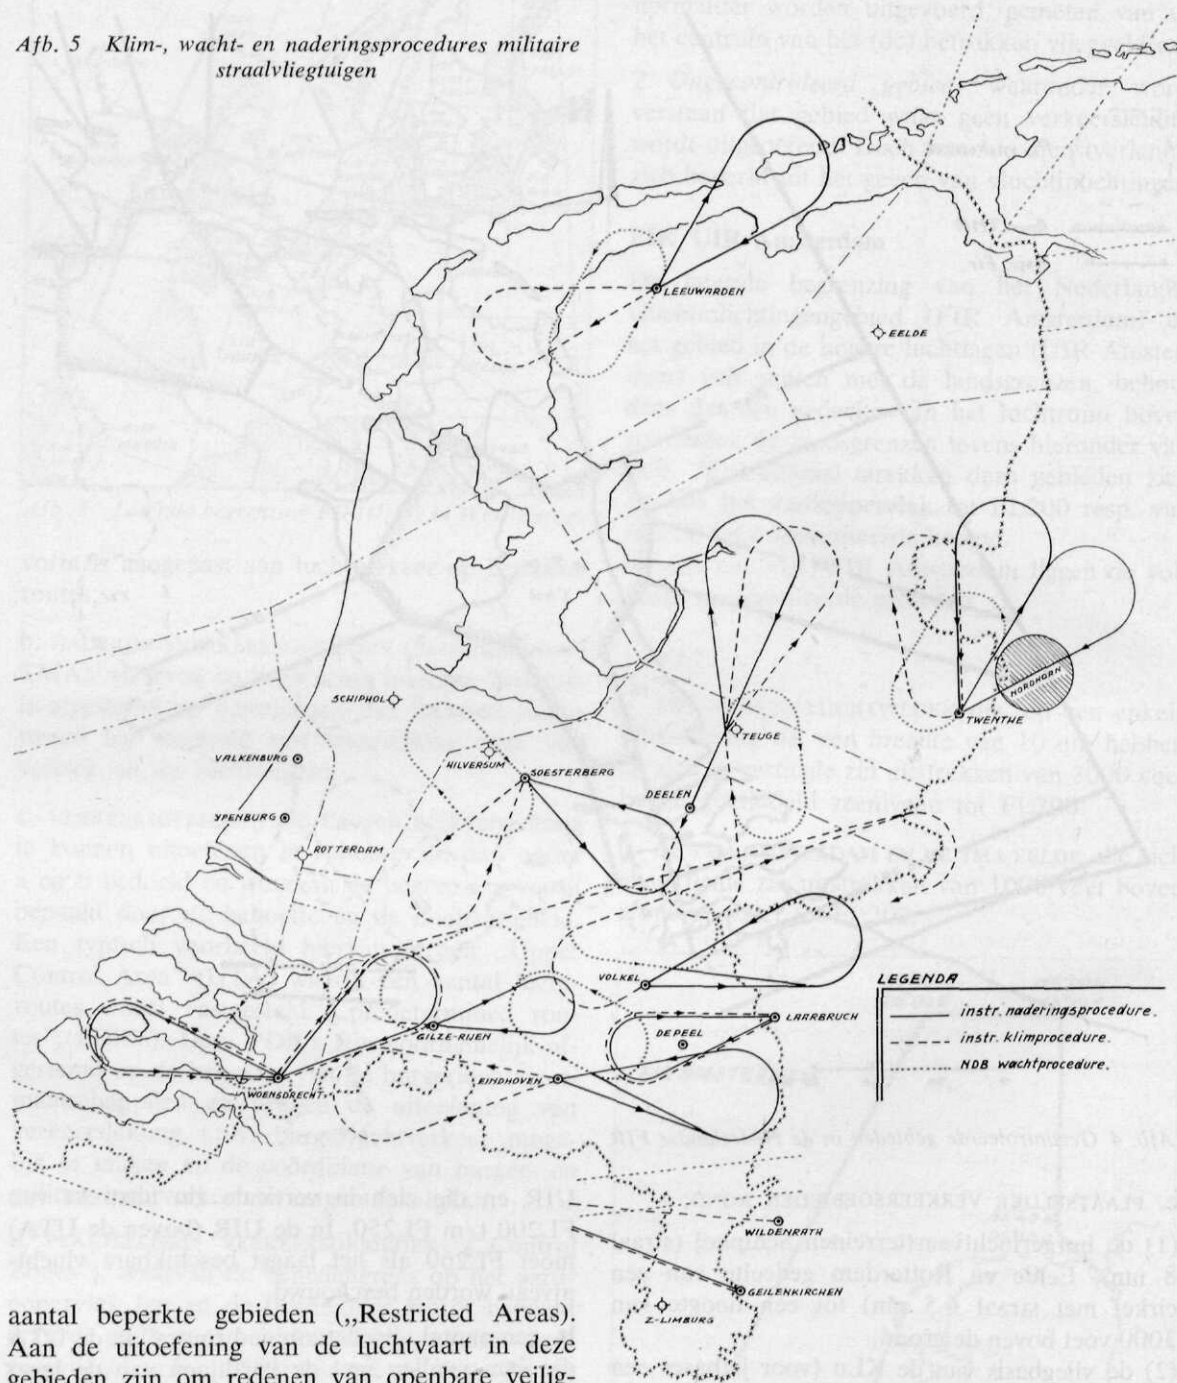 Afb. 5 Klim-, wacht- en naderingsprocedures militaire
straalvliegtuigen
LEEUWARDEN
EELDE
SCHIPHOL
NORDHORN
TWENTHE
TEUGE
HILVERSUM
VALKENBURG
SOESTERBERG
DEELEN
YPENBURG
ROTTERDAM
VOLKEL
LAARBRUCH
DE PEEL
GILZE-RIJEN
EINDHOVEN
WOENSDRECHT
LEGENDA
instr. naderingsprocedure.
instr. klimprocedure.
NDB wachtprocedure.
WILDENRATH
GEILENKIRCHEN
Z-LIMBURG
aantal beperkte gebieden („Restricted Areas).
Aan de uitoefening van de luchtvaart in deze
gebieden zijn om redenen van openbare veilig-